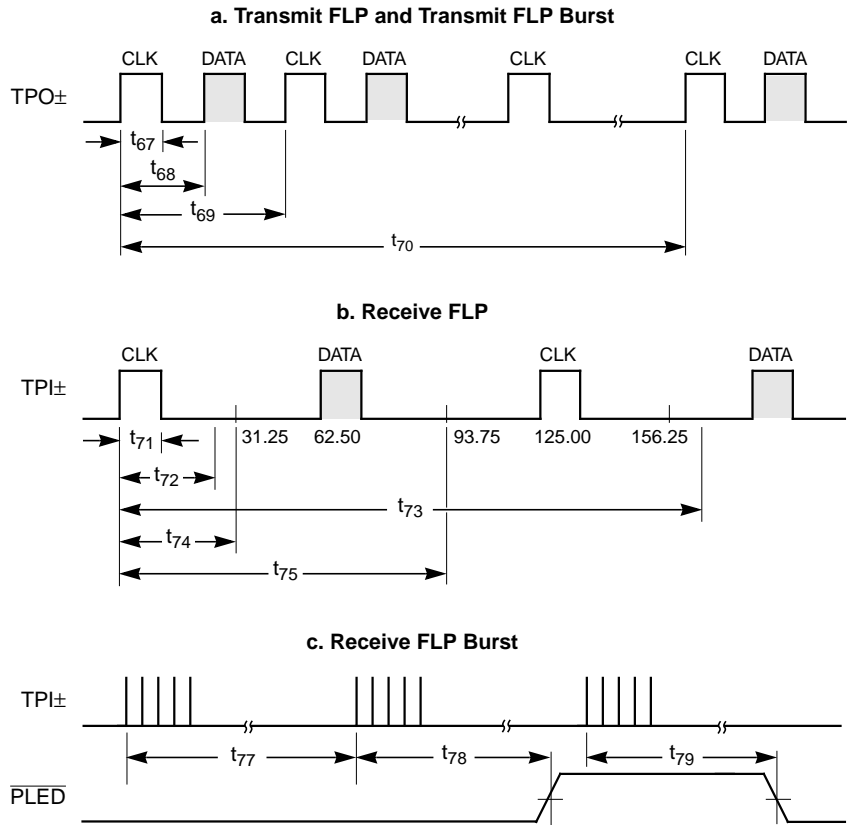 a. Transmit FLP and Transmit FLP Burst
CLK DATA CLK DATA CLK CLK DATA
TPO±
t67
t68
t69
t70
b. Receive FLP
CLK DATA CLK DATA
TPI±
t71 31.25 62.50 93.75 125.00 156.25
t72
t73
t74
t75
c. Receive FLP Burst
TPI±
t77 t78 t79
PLED